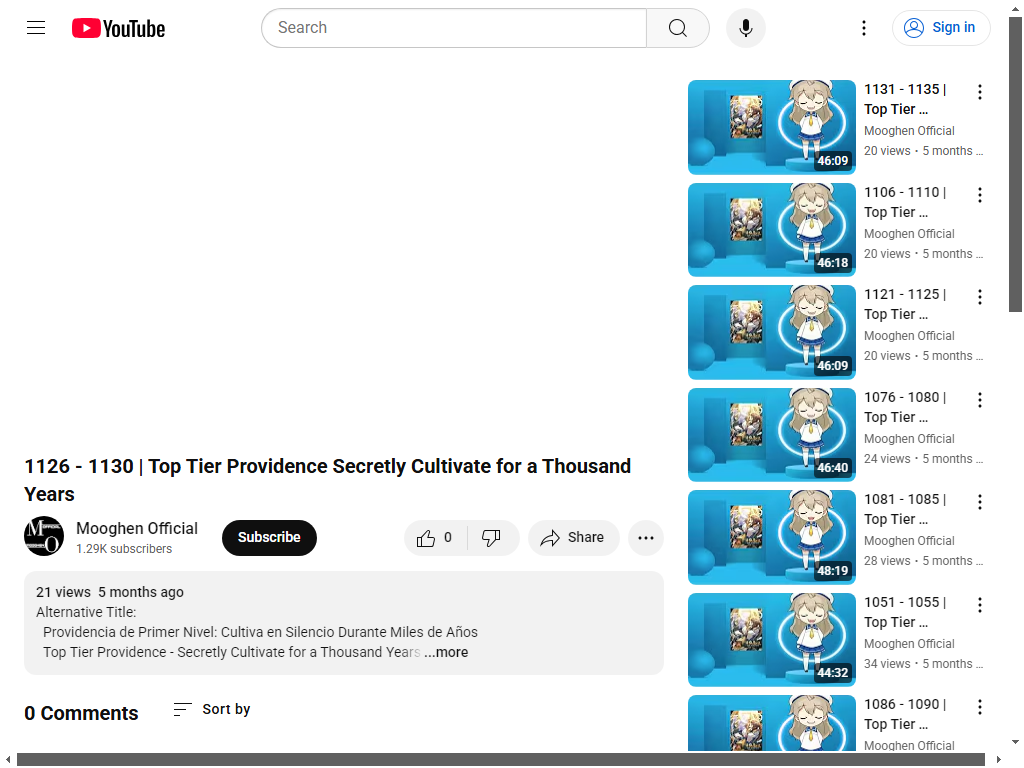 YouTube
Search
Sign in
1126 - 1130 | Top Tier Providence Secretly Cultivate for a Thousand
Years
Mooghen Official
1.29K subscribers
Subscribe
0
Share
21 views 5 months ago
Alternative Title:
Providencia de Primer Nivel: Cultiva en Silencio Durante Miles de Años
Top Tier Providence - Secretly Cultivate for a Thousand Years ...more
0 Comments
Sort by
46:09
1131 - 1135 |
Top Tier ...
Mooghen Official
20 views • 5 months ...
46:18
1106 - 1110 |
Top Tier ...
Mooghen Official
20 views • 5 months ...
46:09
1121 - 1125 |
Top Tier ...
Mooghen Official
20 views • 5 months ...
46:40
1076 - 1080 |
Top Tier ...
Mooghen Official
24 views • 5 months ...
48:19
1081 - 1085 |
Top Tier ...
Mooghen Official
28 views • 5 months ...
44:32
1051 - 1055 |
Top Tier ...
Mooghen Official
34 views • 5 months ...
1086 - 1090 |
Top Tier ...
Mooghen Official